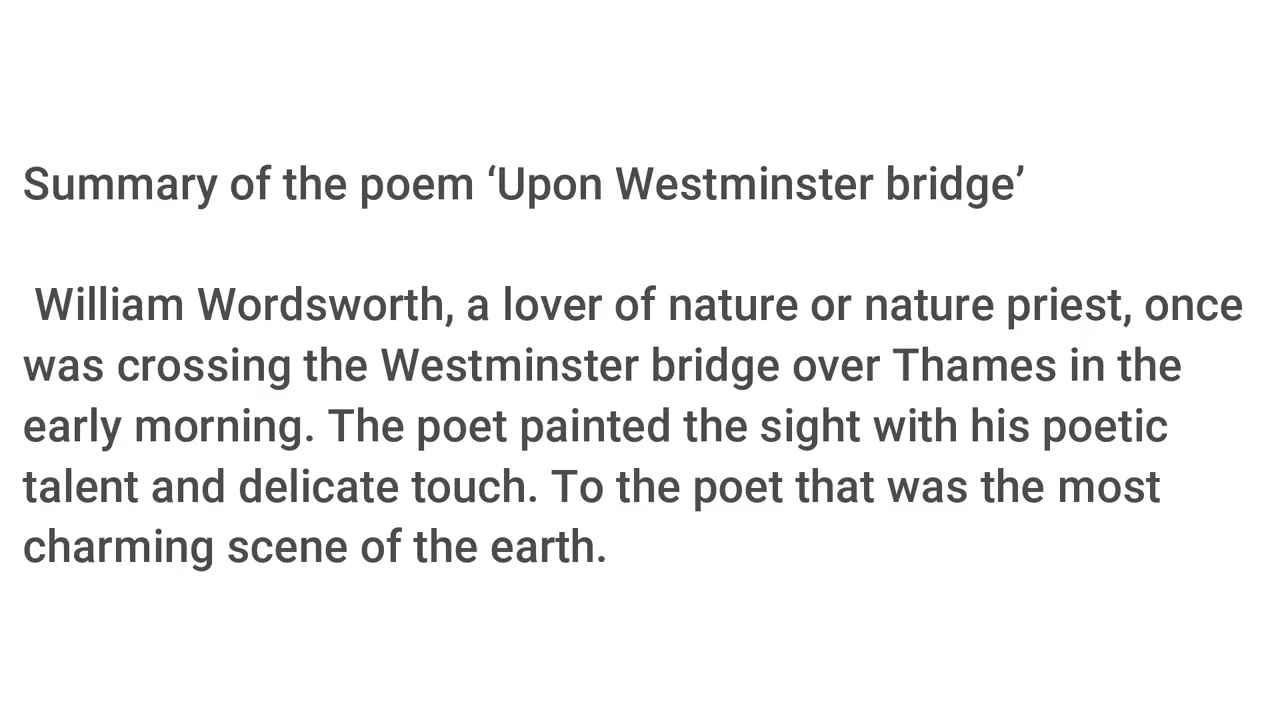 Summary of the poem ‘Upon Westminster bridge’
William Wordsworth, a lover of nature or nature priest, once
was crossing the Westminster bridge over Thames in the
early morning. The poet painted the sight with his poetic
talent and delicate touch. To the poet that was the most
charming scene of the earth.